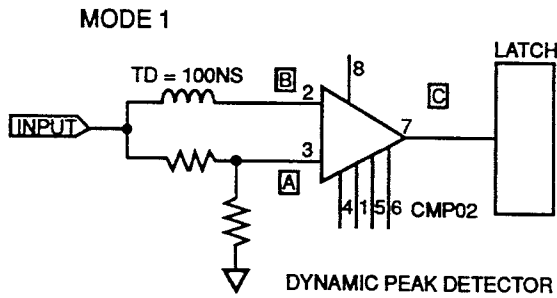 MODE 1
LATCH
TD = 100NS
B
8
C
2
7
INPUT
3
A
4 1 5 6 CMP02
DYNAMIC PEAK DETECTOR